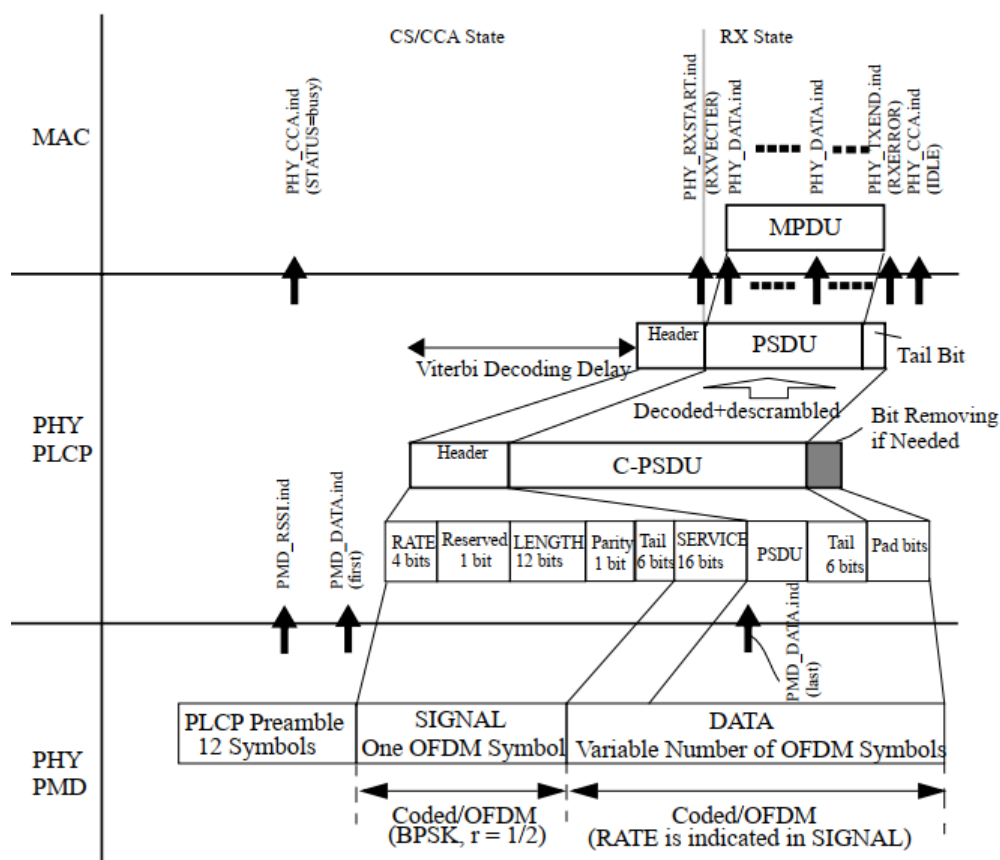 CS/CCA State
RX State
MAC
PHY_CCA.ind
(STATUS=busy)
PHY_RXSTART.ind
(RXVECTER)
PHY_DATA.ind
PHY_DATA.ind
PHY_TXEND.ind
(RXERROR)
PHY_CCA.ind
(IDLE)
MPDU
Header
PSDU
Tail Bit
Viterbi Decoding Delay
Decoded+descrambled
PHY
PLCP
Bit Removing
if Needed
Header
C-PSDU
PMD_RSSI.ind
PMD_DATA.ind
(first)
RATE
4 bits
Reserved
1 bit
LENGTH
12 bits
Parity
1 bit
Tail
6 bits
SERVICE
16 bits
PSDU
Tail
6 bits
Pad bits
PMD_DATA.ind
(last)
PHY
PMD
PLCP Preamble
12 Symbols
SIGNAL
One OFDM Symbol
DATA
Variable Number of OFDM Symbols
Coded/OFDM
(BPSK, r = 1/2)
Coded/OFDM
(RATE is indicated in SIGNAL)